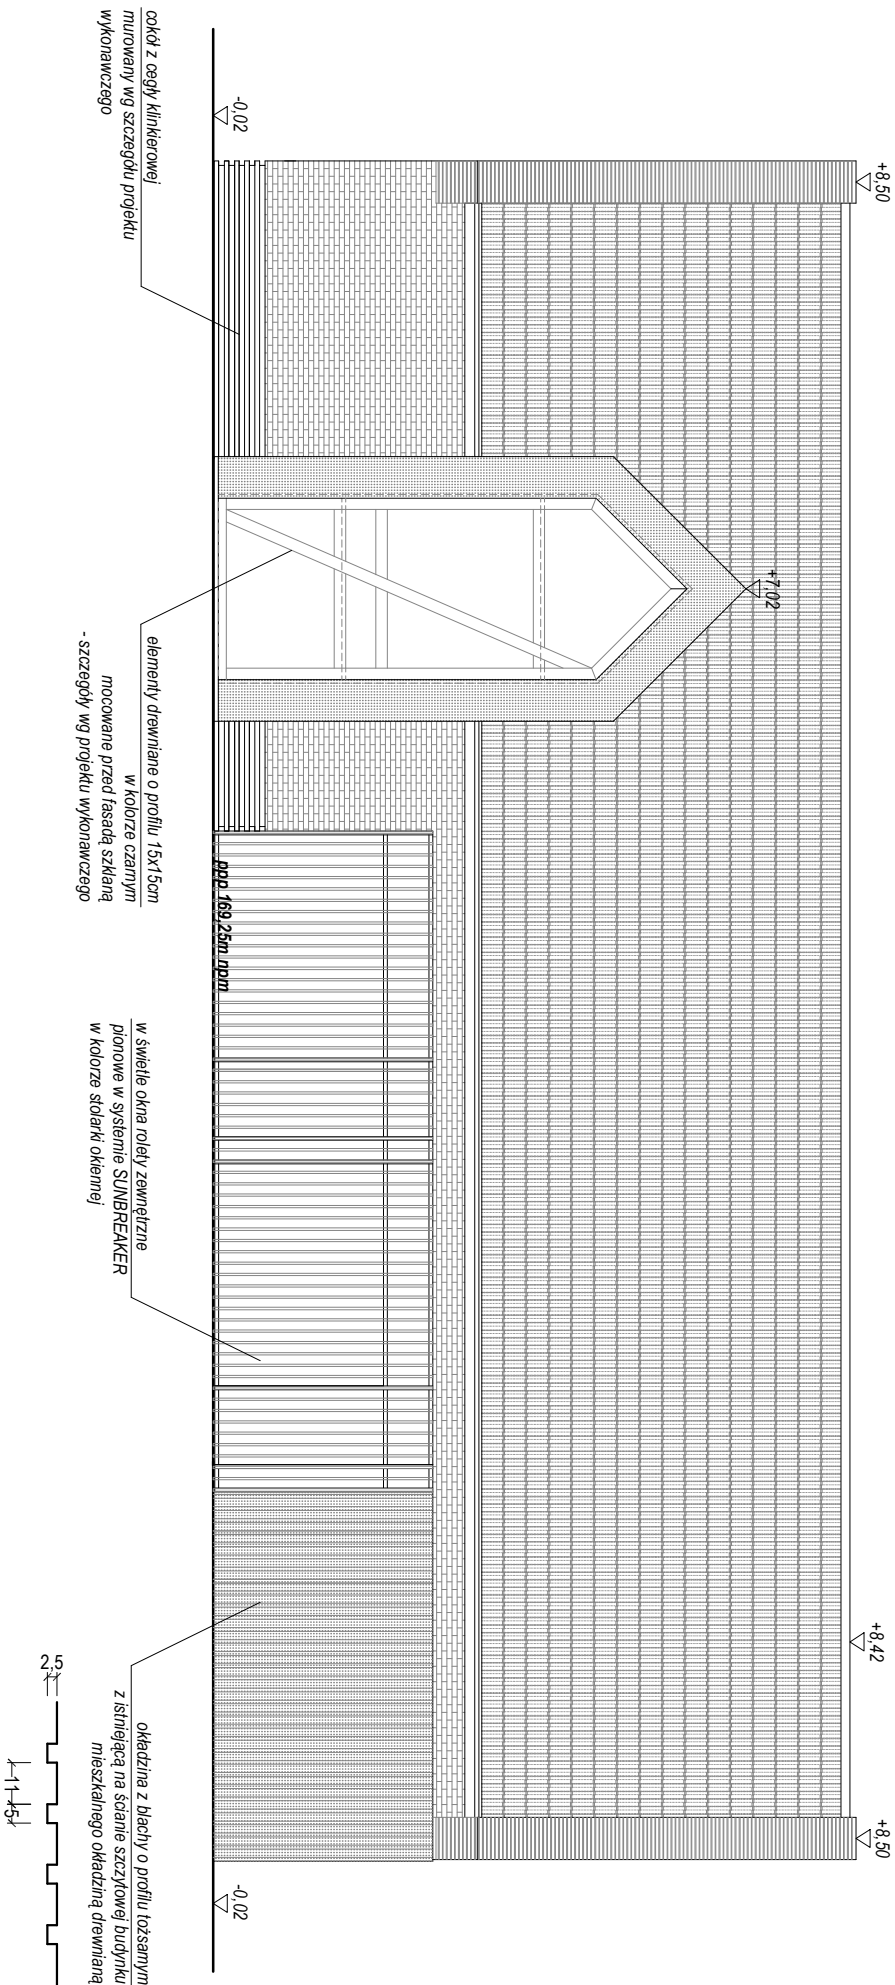 +8,50
+8,42
+8,50
+7,02
-0,02
-0,02
ppp 169,25m npm
cokół z cegły klinkierowej
murowany wg szczegółu projektu
wykonawczego
elementy drewniane o profilu 15x15cm
w kolorze czarnym
mocowane przed fasadą szklaną
- szczegóły wg projektu wykonawczego
w świetle okna rolety zewnętrzne
pionowe w systemie SUNBREAKER
w kolorze stolarki okiennej
okładzina z blachy o profilu tożsamym
z istniejącą na ścianie szczytowej budynku
mieszkalnego okładziną drewnianą
2,5
11 5